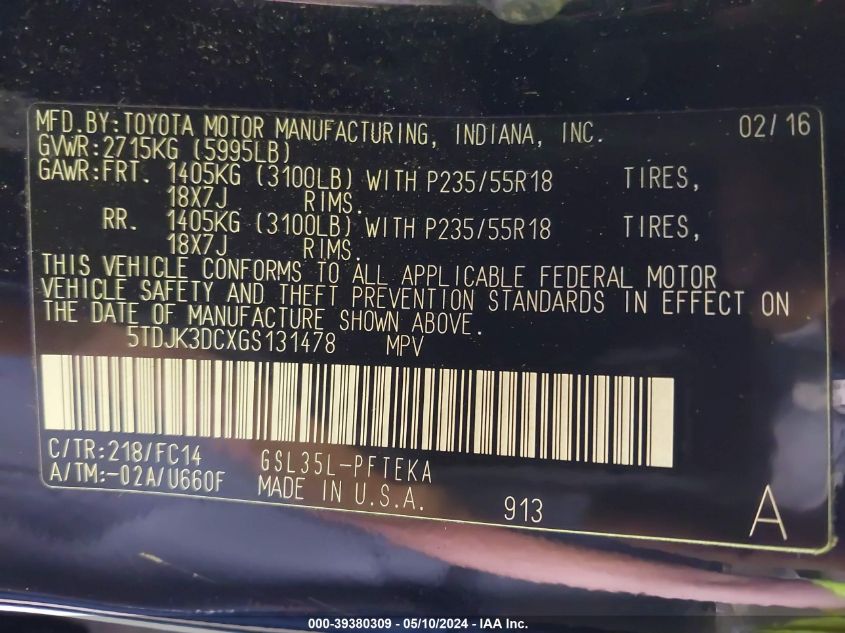 MFD.BY:TOYOTA MOTOR MANUFACTURING, INDIANA, INC. 02/16
GVWR:2715KG (5995LB)
GAWR:FRT. 1405KG (3100LB) WITH P235/55R18 TIRES,
18X7J RIMS.
RR. 1405KG (3100LB) WITH P235/55R18 TIRES,
18X7J RIMS.
THIS VEHICLE CONFORMS TO ALL APPLICABLE FEDERAL MOTOR
VEHICLE SAFETY AND THEFT PREVENTION STANDARDS IN EFFECT ON
THE DATE OF MANUFACTURE SHOWN ABOVE.
5TDJK3DCXGS131478 MPV
C/TR:218/FC14 GSL35L-PFTEKA
A/TM:-02A/U660F MADE IN U.S.A. 913 A
000-39380309 - 05/10/2024 - IAA Inc.